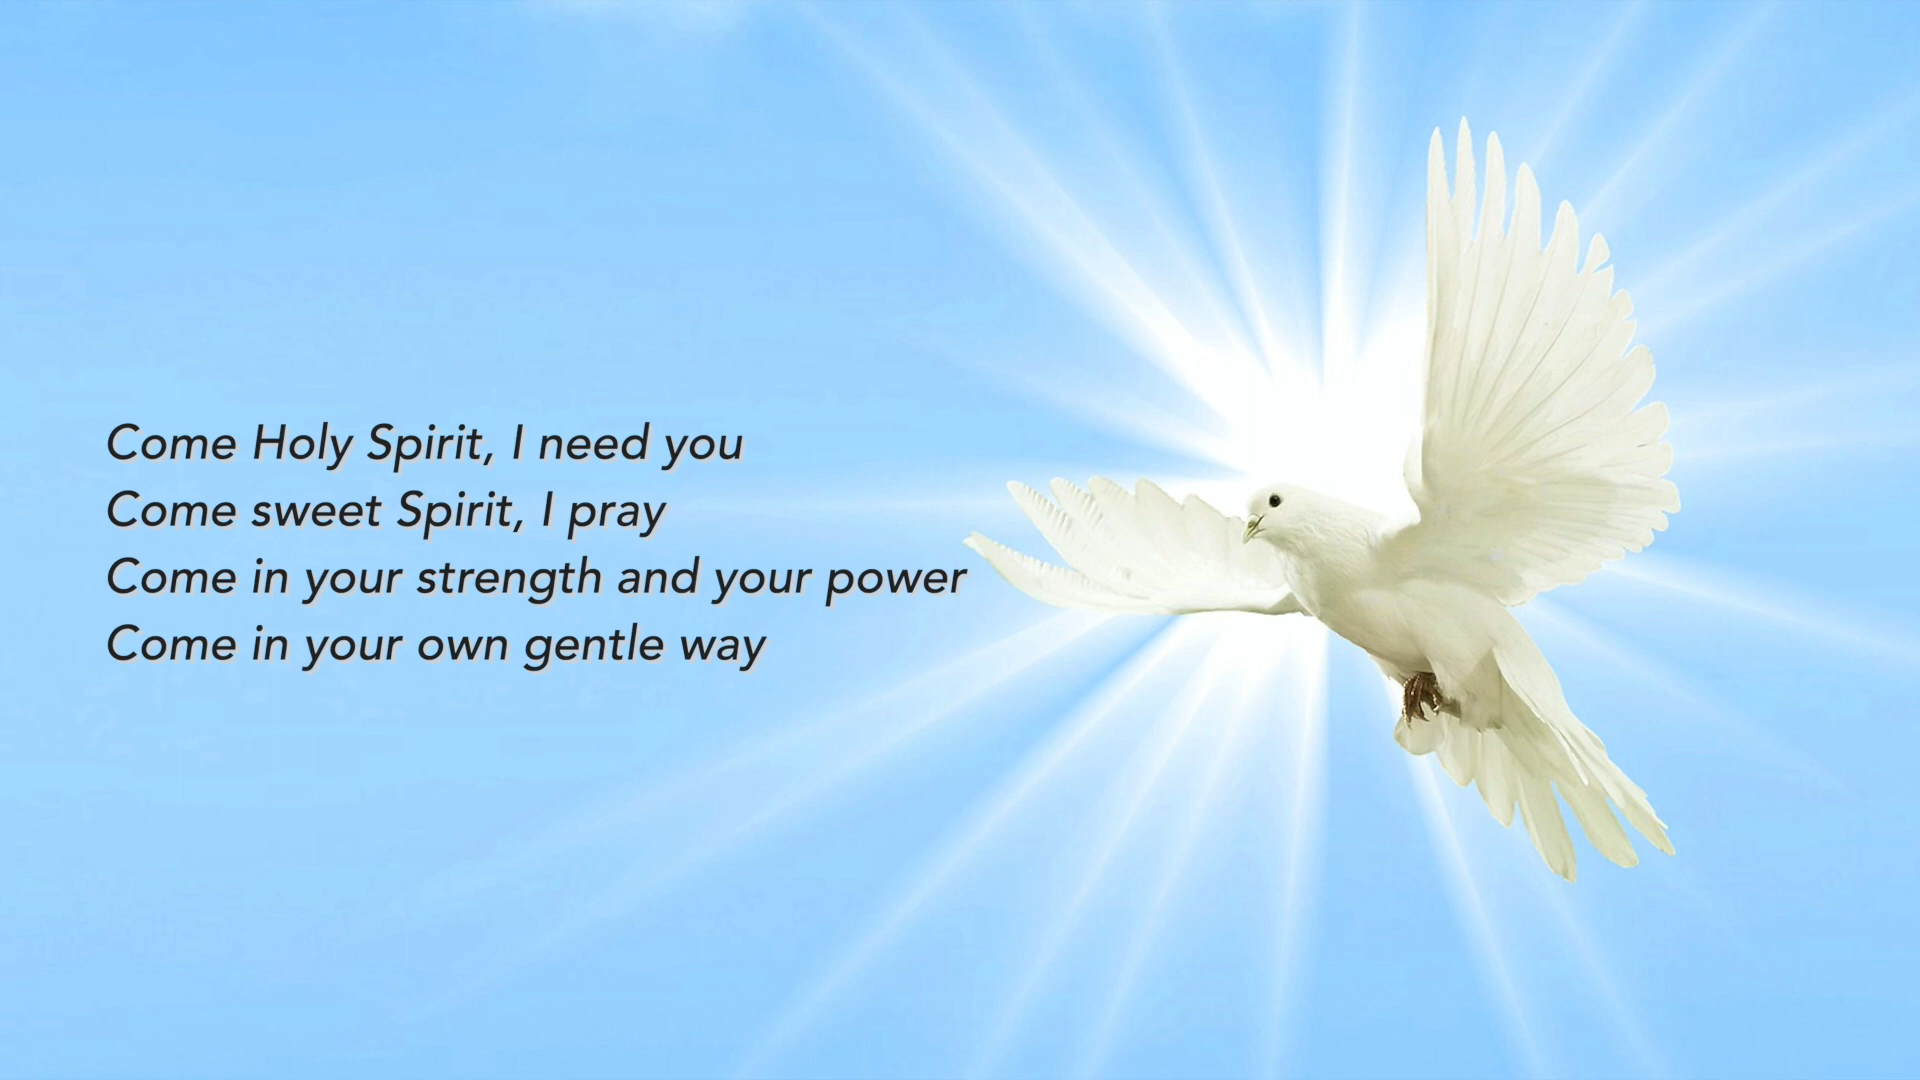 Come Holy Spirit, I need you
Come sweet Spirit, I pray
Come in your strength and your power
Come in your own gentle way